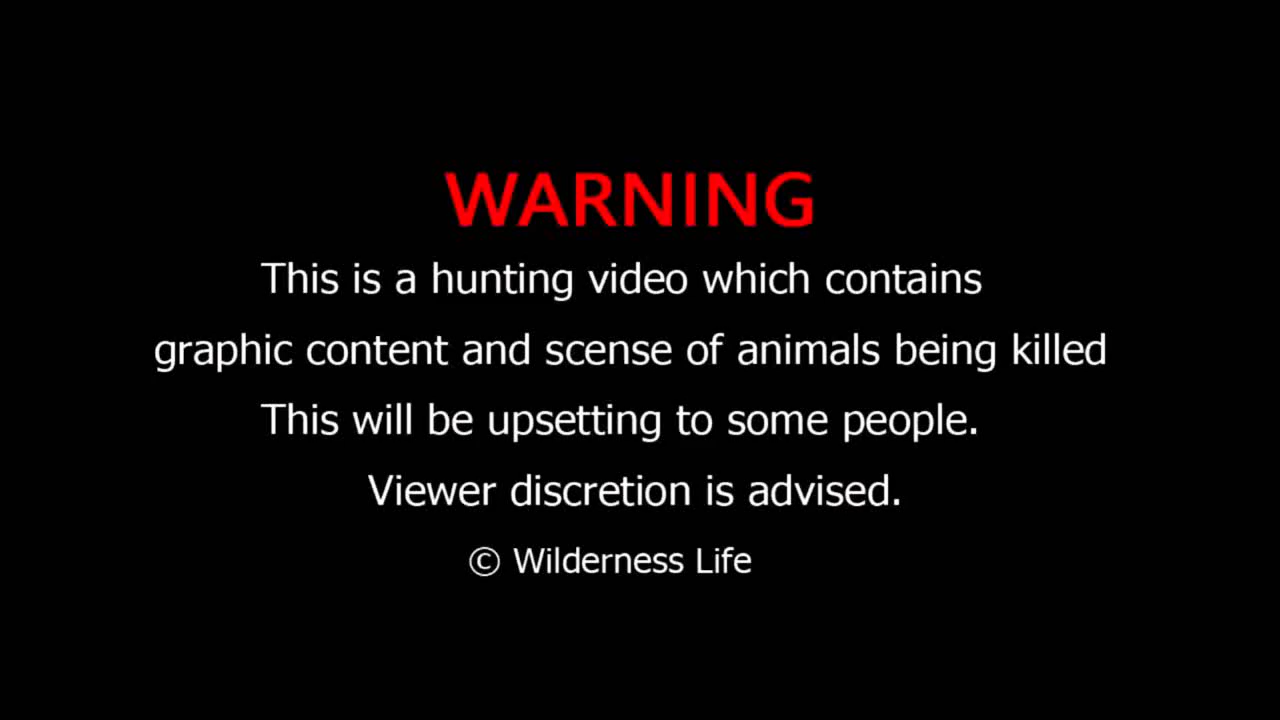 WARNING
This is a hunting video which contains
graphic content and scense of animals being killed
This will be upsetting to some people.
Viewer discretion is advised.
© Wilderness Life